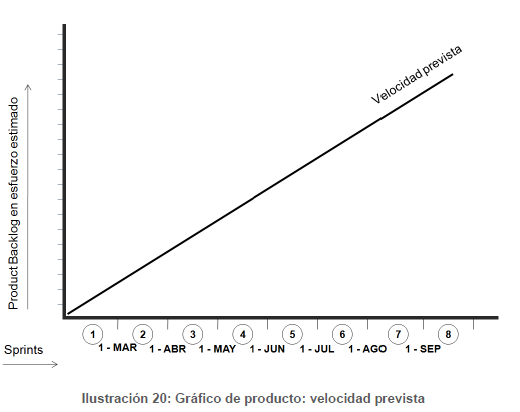 Velocidad prevista
Product Backlog en esfuerzo estimado
1 2 3 4 5 6 7 8
1 - MAR 1 - ABR 1 - MAY 1 - JUN 1 - JUL 1 - AGO 1 - SEP
Sprints
Ilustración 20: Gráfico de producto: velocidad prevista